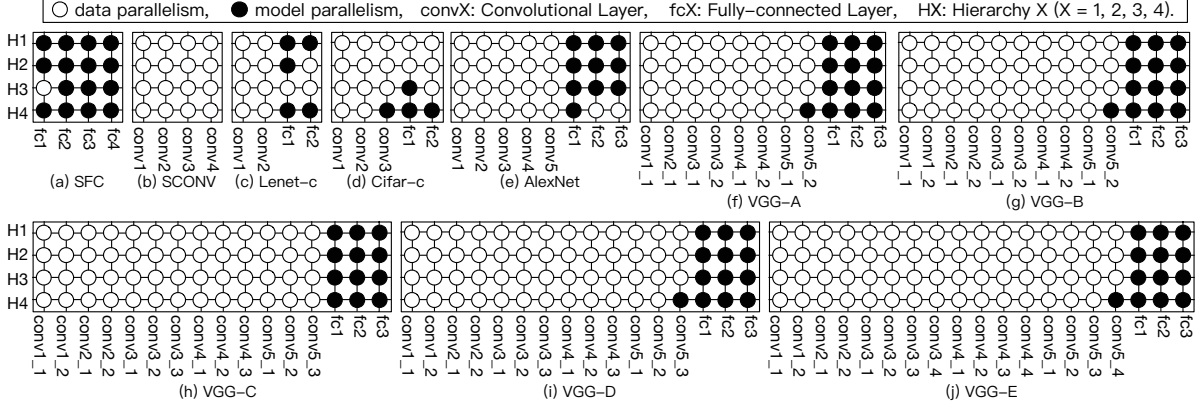 data parallelism, model parallelism, convX: Convolutional Layer, fcX: Fully-connected Layer, HX: Hierarchy X (X = 1, 2, 3, 4).
H1
H2
H3
H4
fc1 fc2 fc3 fc4
(a) SFC
conv1 conv2 conv3 conv4
(b) SCONV
conv1 conv2 fc1 fc2
(c) Lenet-c
conv1 conv2 conv3 fc1 fc2
(d) Cifar-c
conv1 conv2 conv3 conv4 conv5 fc1 fc2 fc3
(e) AlexNet
conv1_1 conv2_1 conv3_1 conv3_2 conv4_1 conv4_2 conv5_1 conv5_2 fc1 fc2 fc3
(f) VGG-A
conv1_1 conv1_2 conv2_1 conv2_2 conv3_1 conv3_2 conv4_1 conv4_2 conv5_1 conv5_2 fc1 fc2 fc3
(g) VGG-B
H1
H2
H3
H4
conv1_1 conv1_2 conv2_1 conv2_2 conv3_1 conv3_2 conv3_3 conv4_1 conv4_2 conv4_3 conv5_1 conv5_2 conv5_3 fc1 fc2 fc3
(h) VGG-C
conv1_1 conv1_2 conv2_1 conv2_2 conv3_1 conv3_2 conv3_3 conv4_1 conv4_2 conv4_3 conv5_1 conv5_2 conv5_3 fc1 fc2 fc3
(i) VGG-D
conv1_1 conv1_2 conv2_1 conv2_2 conv3_1 conv3_2 conv3_3 conv3_4 conv4_1 conv4_2 conv4_3 conv4_4 conv5_1 conv5_2 conv5_3 conv5_4 fc1 fc2 fc3
(j) VGG-E